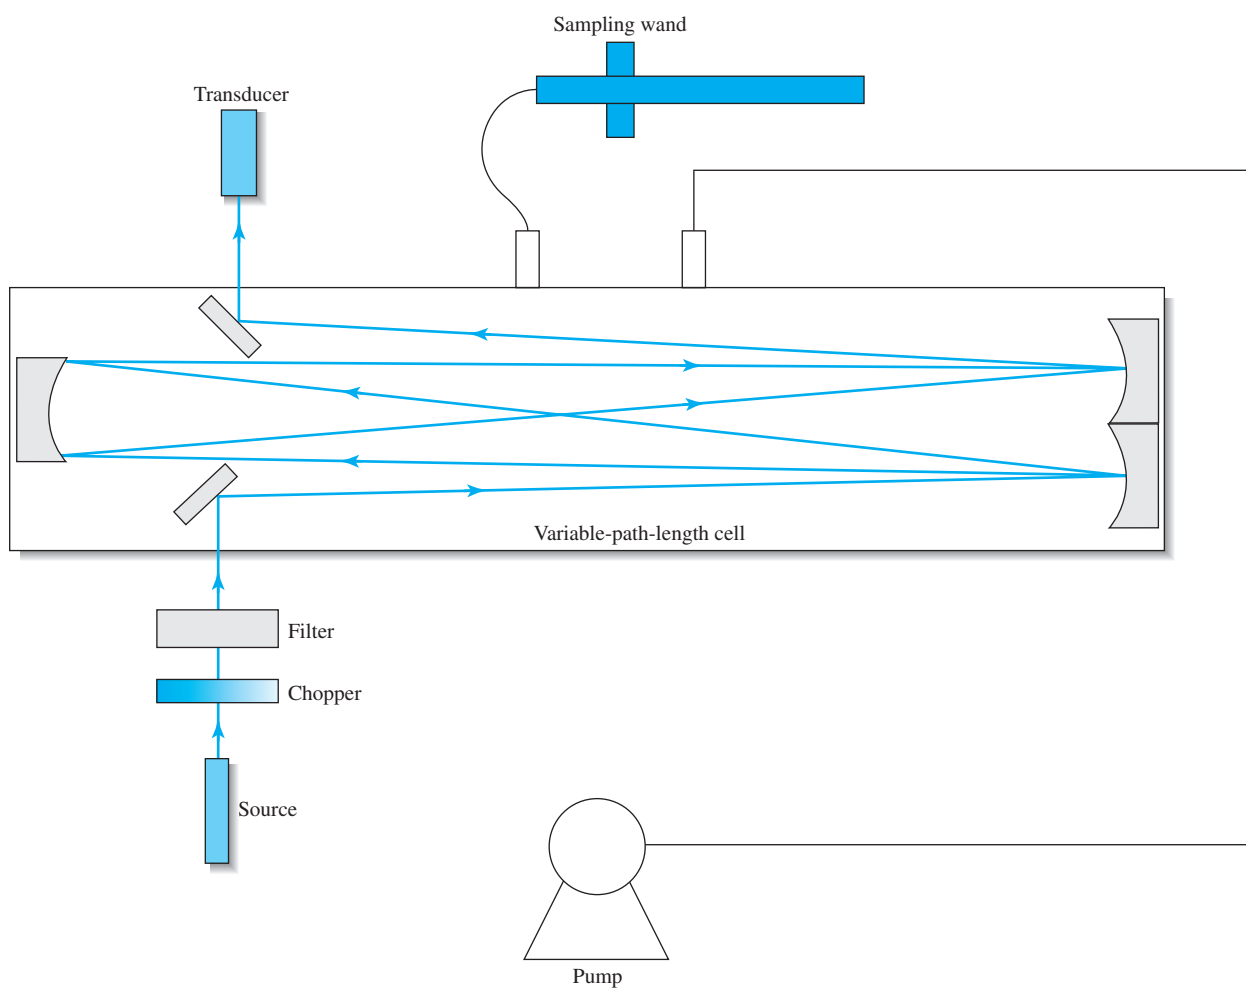 Sampling wand
Transducer
Variable-path-length cell
Filter
Chopper
Source
Pump